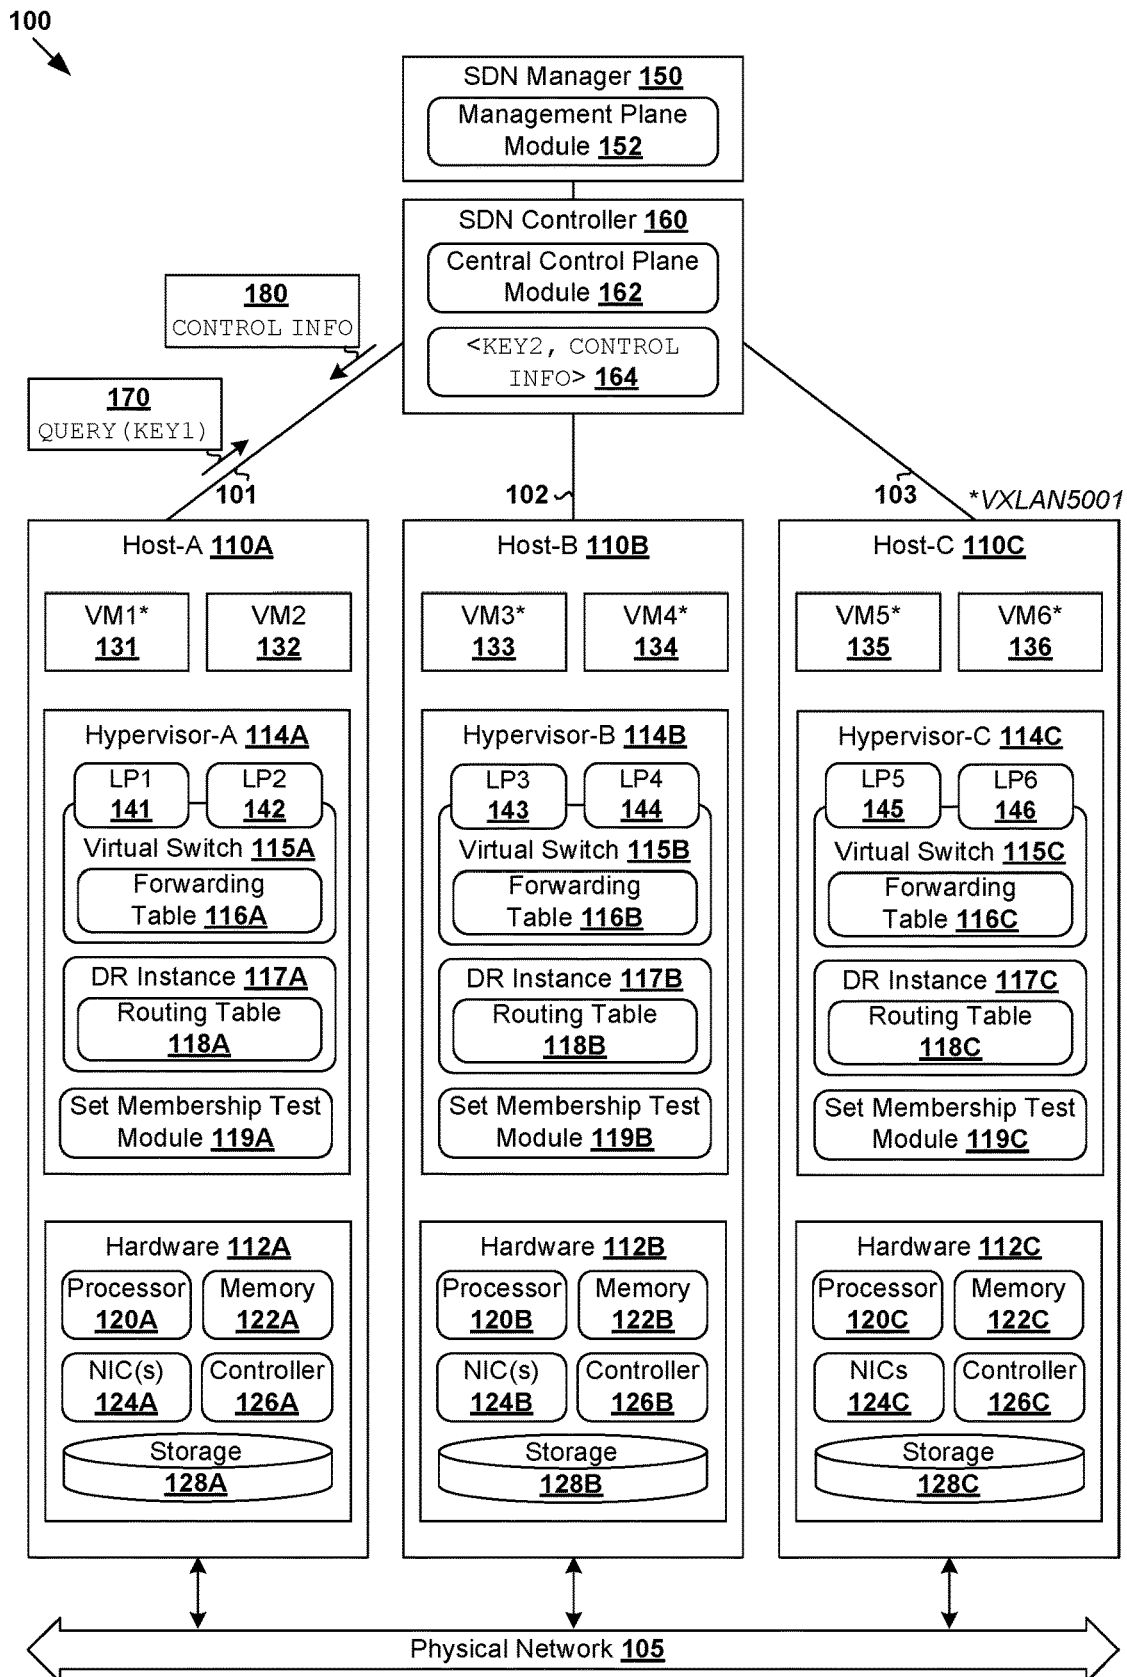 100
SDN Manager 150
Management Plane
Module 152
SDN Controller 160
Central Control Plane
Module 162
<KEY2, CONTROL
INFO> 164
180
CONTROL INFO
170
QUERY(KEY1)
101
102
103
*VXLAN5001
Host-A 110A
VM1*
131
VM2
132
Hypervisor-A 114A
LP1
141
LP2
142
Virtual Switch 115A
Forwarding
Table 116A
DR Instance 117A
Routing Table
118A
Set Membership Test
Module 119A
Hardware 112A
Processor
120A
Memory
122A
NIC(s)
124A
Controller
126A
Storage
128A
Host-B 110B
VM3*
133
VM4*
134
Hypervisor-B 114B
LP3
143
LP4
144
Virtual Switch 115B
Forwarding
Table 116B
DR Instance 117B
Routing Table
118B
Set Membership Test
Module 119B
Hardware 112B
Processor
120B
Memory
122B
NIC(s)
124B
Controller
126B
Storage
128B
Host-C 110C
VM5*
135
VM6*
136
Hypervisor-C 114C
LP5
145
LP6
146
Virtual Switch 115C
Forwarding
Table 116C
DR Instance 117C
Routing Table
118C
Set Membership Test
Module 119C
Hardware 112C
Processor
120C
Memory
122C
NICs
124C
Controller
126C
Storage
128C
Physical Network 105